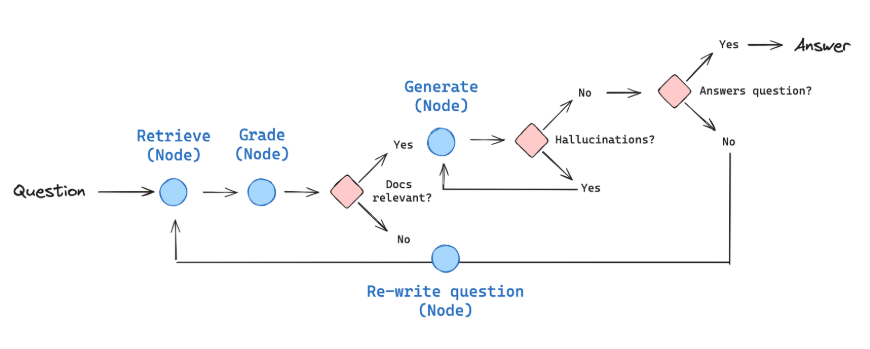 Yes
Answer
Generate
(Node)
No
Answers question?
Retrieve
(Node)
Grade
(Node)
Yes
Hallucinations?
No
Question
Docs
relevant?
Yes
No
Re-write question
(Node)